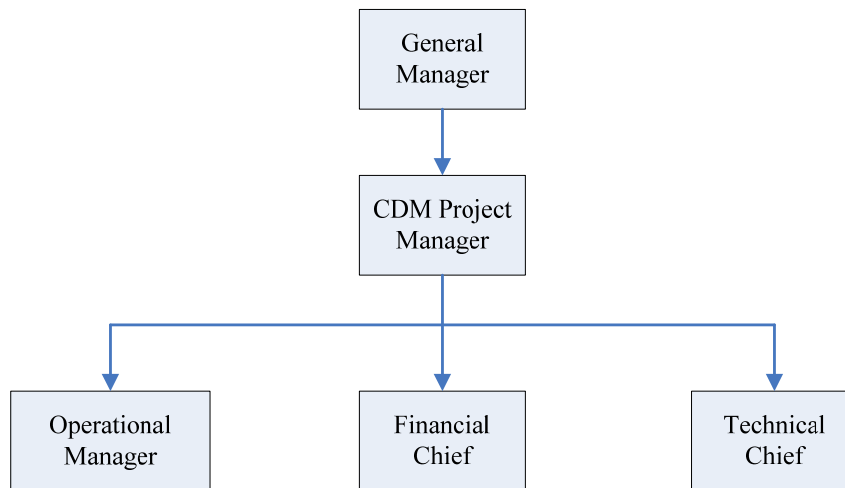 General
Manager
CDM Project
Manager
Operational
Manager
Financial
Chief
Technical
Chief